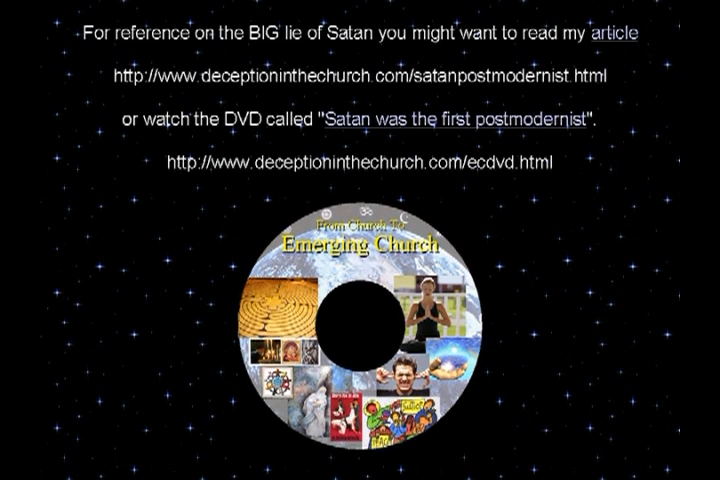 For reference on the BIG lie of Satan you might want to read my article
http://www.deceptioninthechurch.com/satanpostmodernist.html
or watch the DVD called "Satan was the first postmodernist".
http://www.deceptioninthechurch.com/ecdvd.html
From Church To
Emerging Church